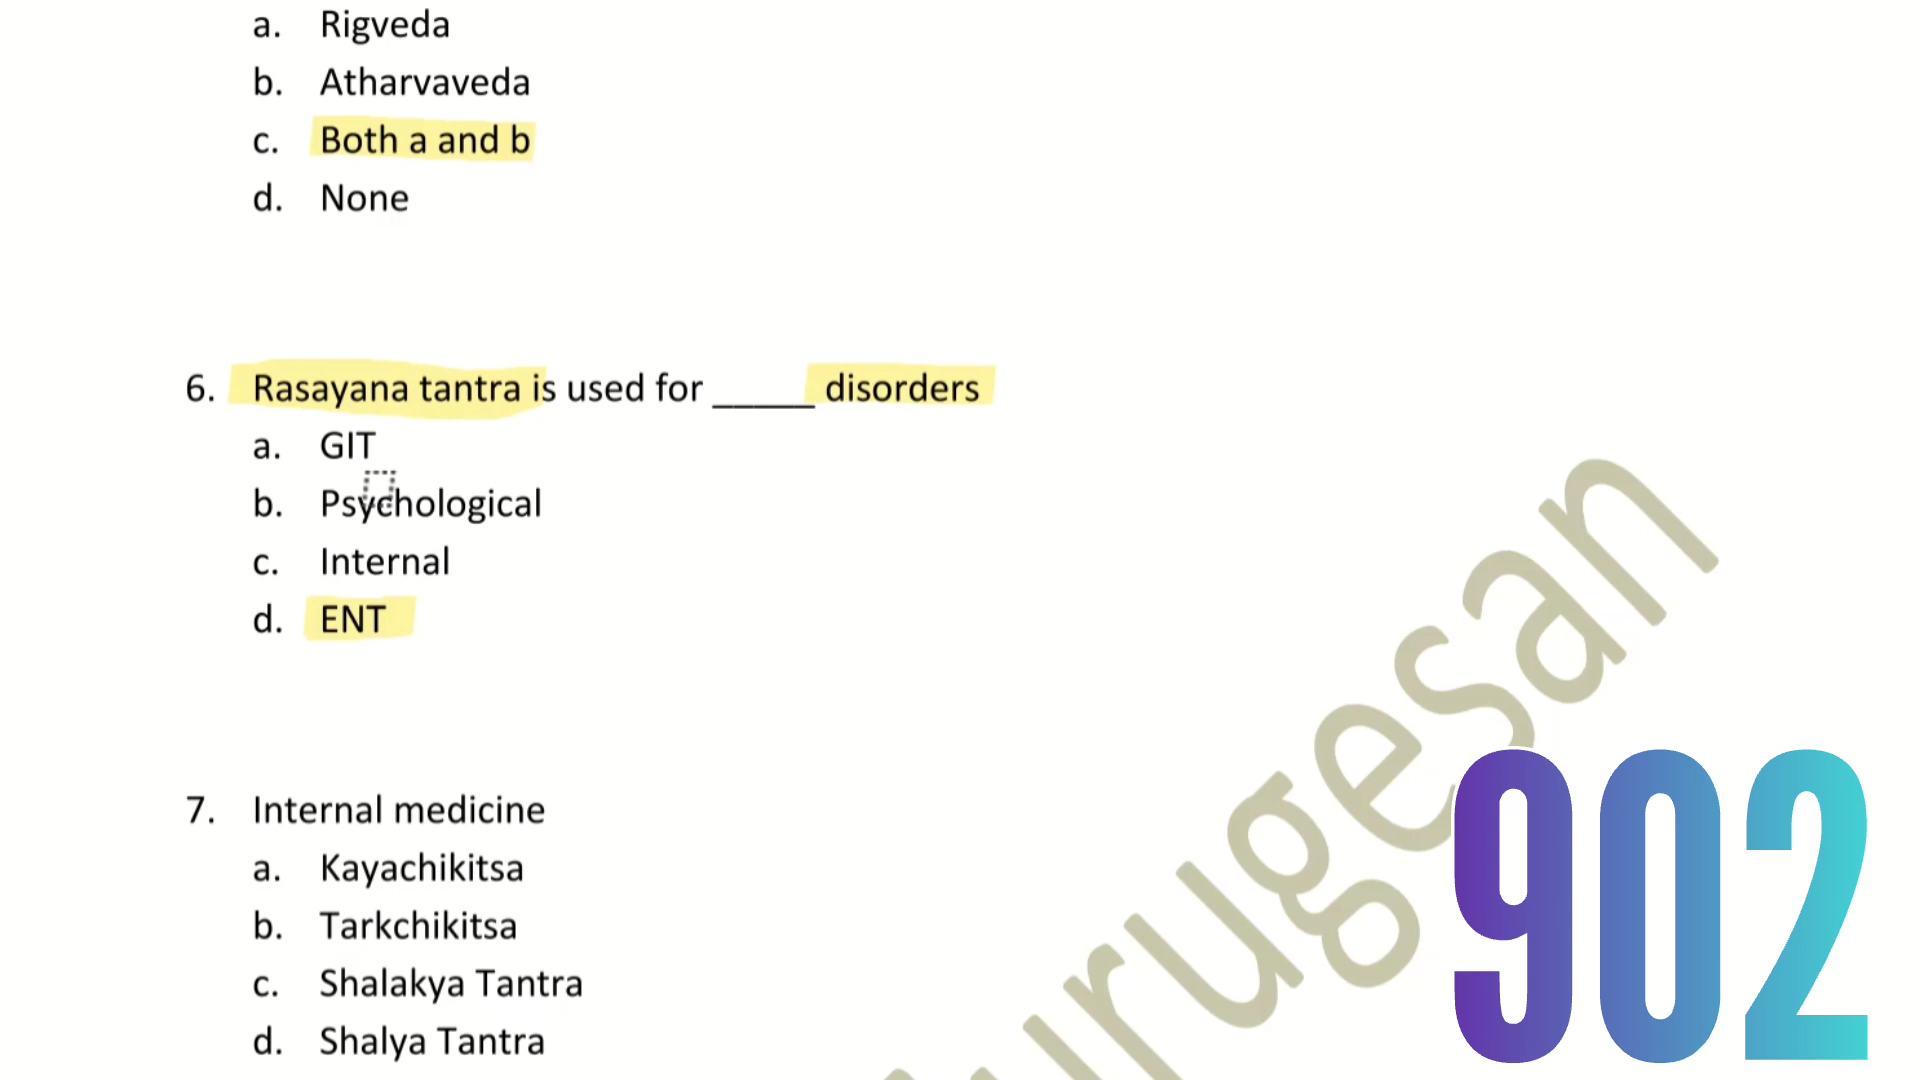 a. Rigveda
b. Atharvaveda
c. Both a and b
d. None
6. Rasayana tantra is used for _____ disorders
a. GIT
b. Psychological
c. Internal
d. ENT
7. Internal medicine
a. Kayachikitsa
b. Tarkchikitsa
c. Shalakya Tantra
d. Shalya Tantra
urugesan
902